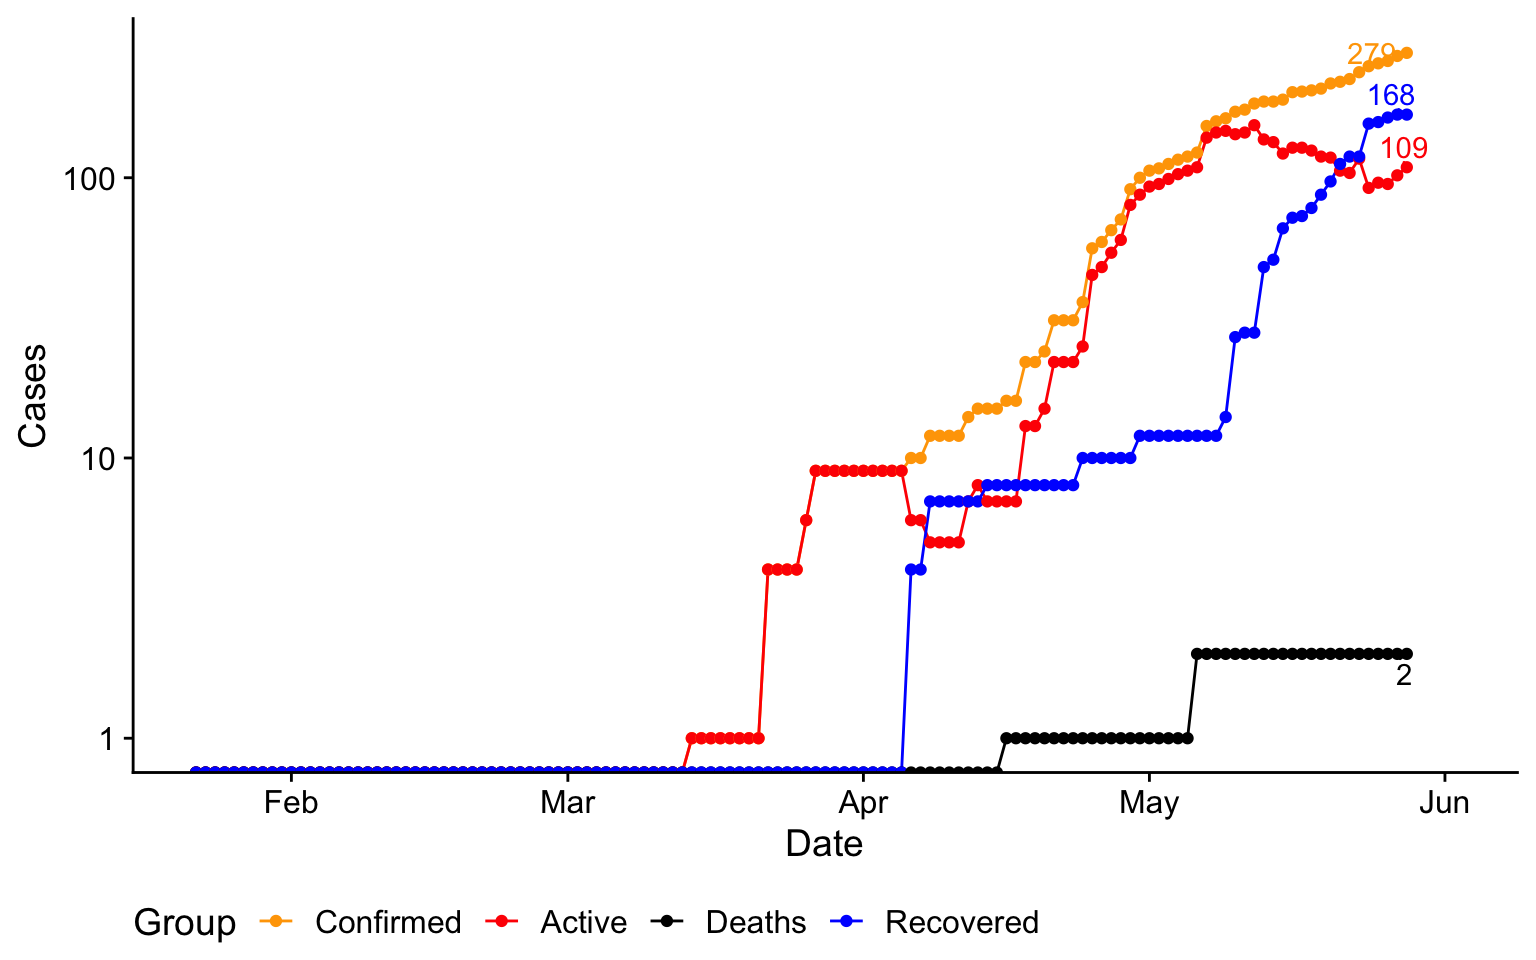 279
168
109
100
10
2
1
Cases
Feb Mar Apr May Jun
Date
Group Confirmed Active Deaths Recovered